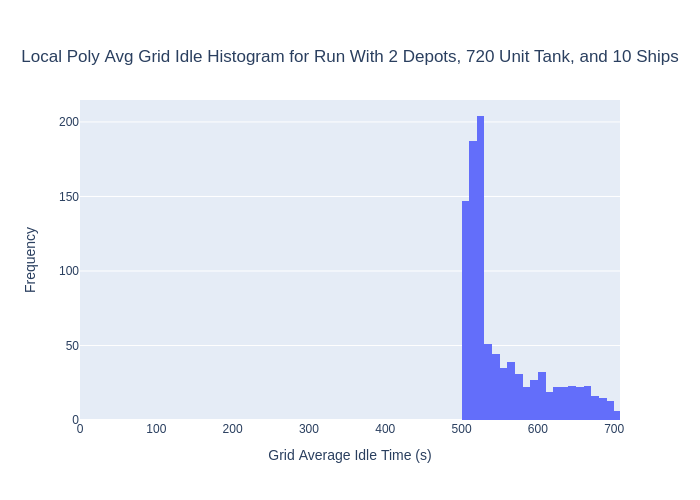 Local Poly Avg Grid Idle Histogram for Run With 2 Depots, 720 Unit Tank, and 10 Ships
200
150
100
50
0
Frequency
0 100 200 300 400 500 600 700
Grid Average Idle Time (s)